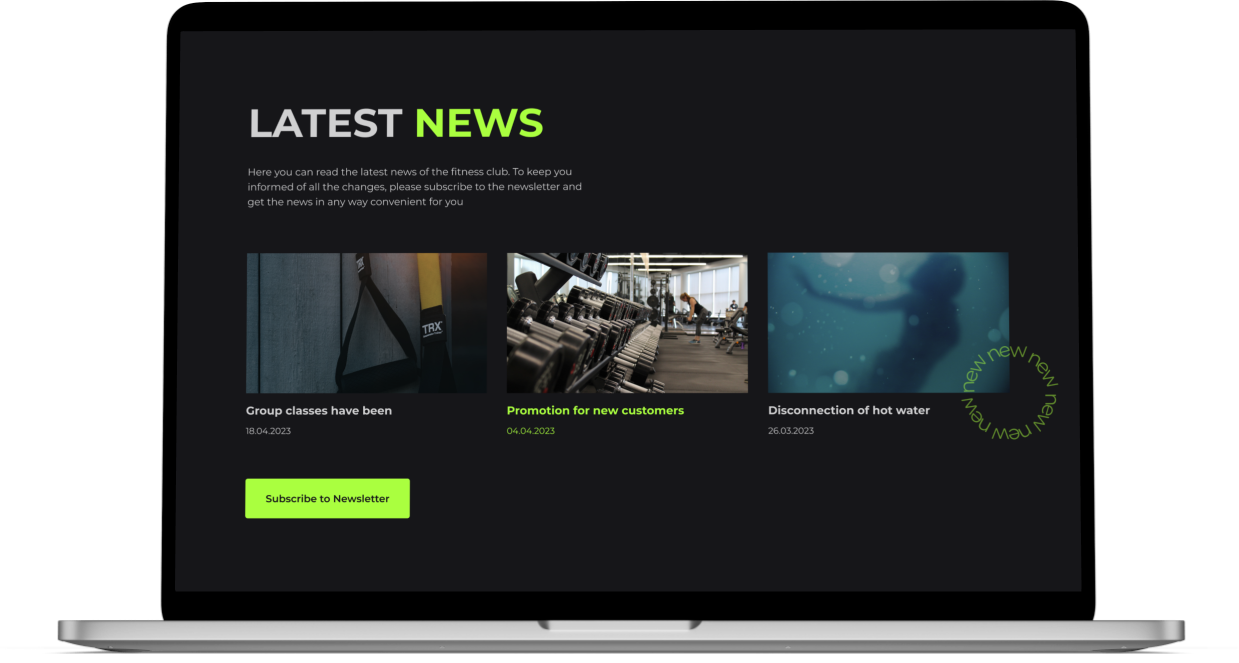 LATEST NEWS
Here you can read the latest news of the fitness club. To keep you
informed of all the changes, please subscribe to the newsletter and
get the news in any way convenient for you
TRX
Group classes have been
18.04.2023
Promotion for new customers
04.04.2023
Disconnection of hot water
26.03.2023
new new new new new new new
Subscribe to Newsletter